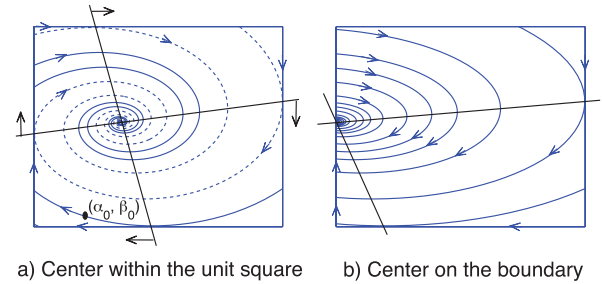 (α₀, β₀)
a) Center within the unit square
b) Center on the boundary